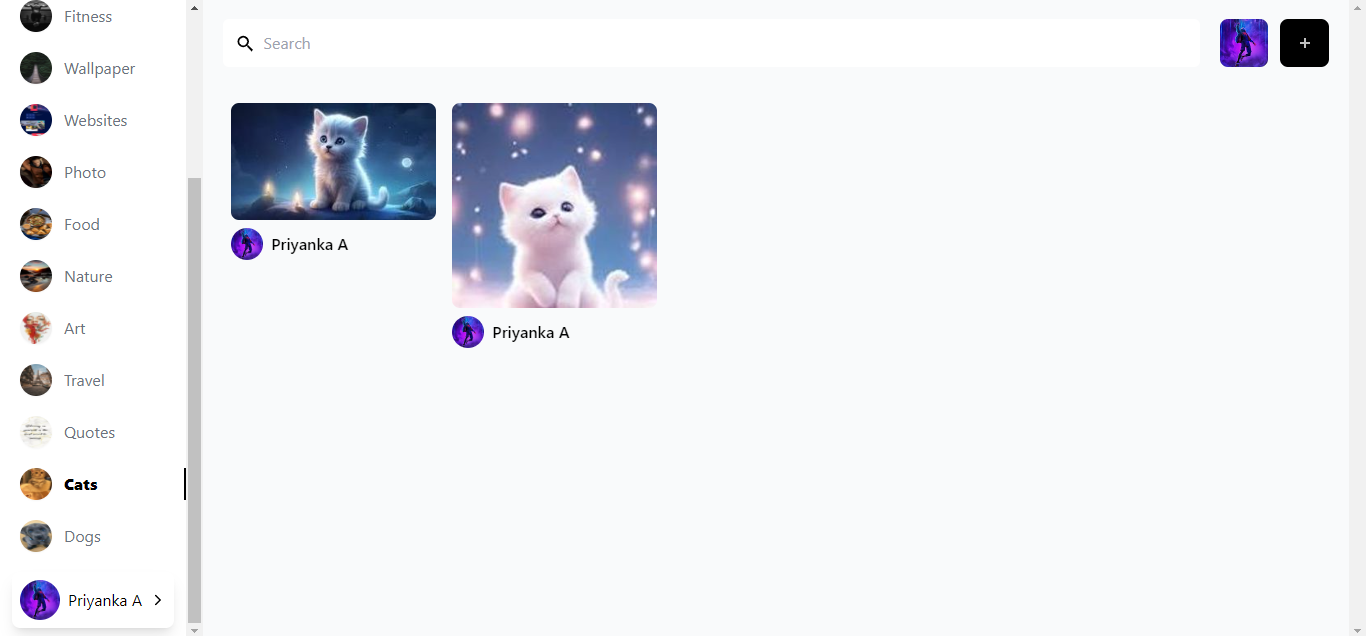 Fitness
Wallpaper
Websites
Photo
Food
Nature
Art
Travel
Quotes
Cats
Dogs
Priyanka A
Search
+
Priyanka A
Priyanka A